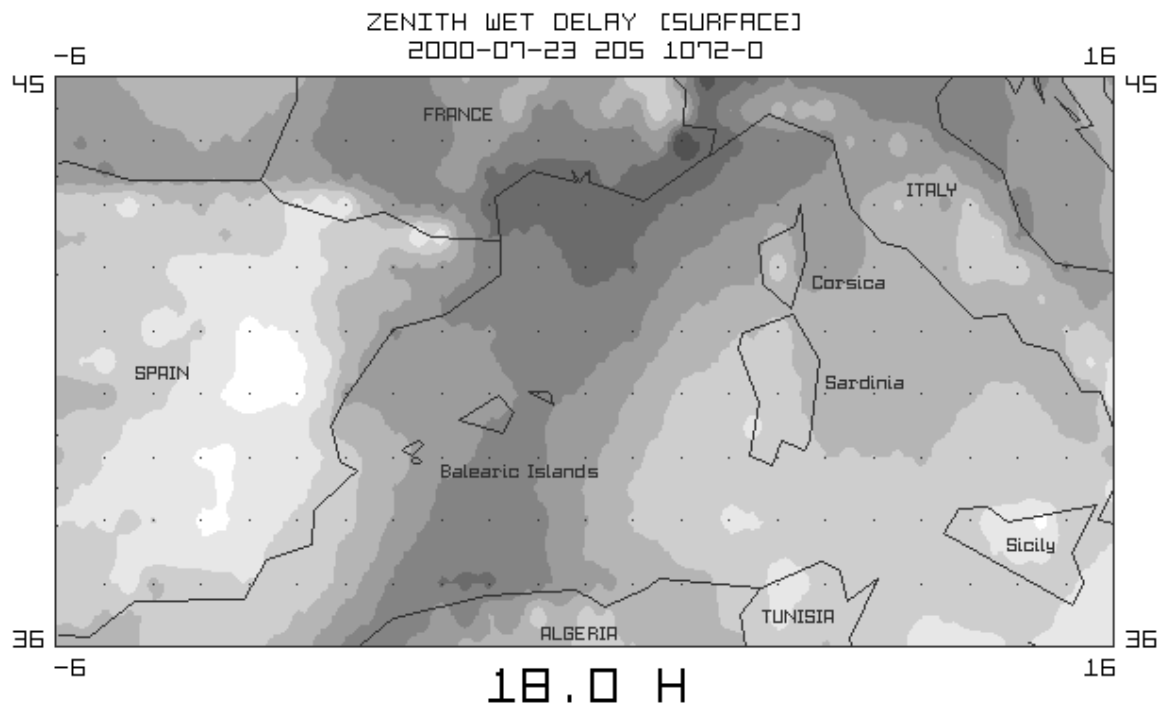 ZENITH WET DELAY [SURFACE]
2000-07-23 20S 1072-0
-6 16
45 45
FRANCE
ITALY
Corsica
SPAIN
Sardinia
Balearic Islands
Sicily
TUNISIA
ALGERIA
36 36
-6 16
18.0 H